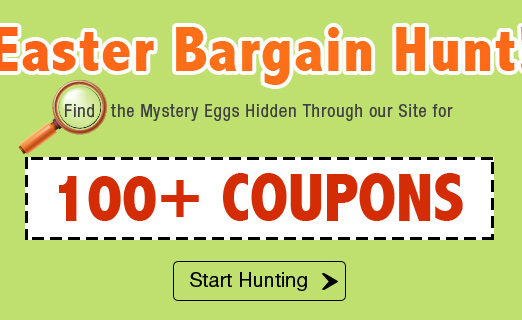 Easter Bargain Hunt!
Find the Mystery Eggs Hidden Through our Site for
100+ COUPONS
Start Hunting